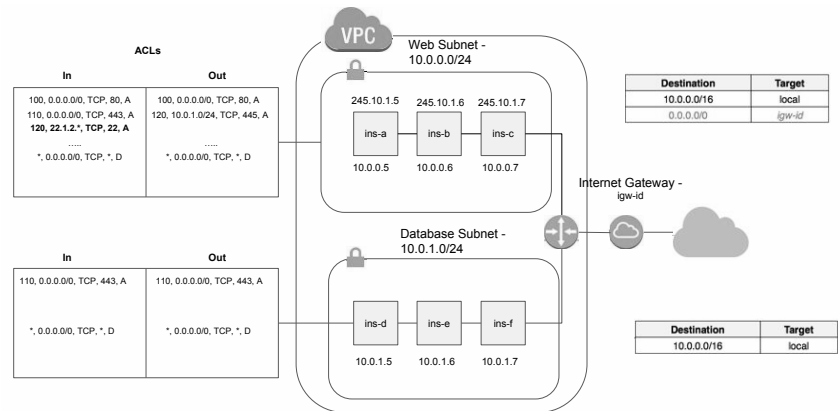 VPC
ACLs
In
Out
100, 0.0.0.0/0, TCP, 80, A
110, 0.0.0.0/0, TCP, 443, A
120, 22.1.2.*, TCP, 22, A
.....
*, 0.0.0.0/0, TCP, *, D
100, 0.0.0.0/0, TCP, 80, A
120, 10.0.1.0/24, TCP, 445, A
.....
*, 0.0.0.0/0, TCP, *, D
Web Subnet -
10.0.0.0/24
245.10.1.5 245.10.1.6 245.10.1.7
ins-a ins-b ins-c
10.0.0.5 10.0.0.6 10.0.0.7
Destination Target
10.0.0.0/16 local
0.0.0.0/0 igw-id
Internet Gateway -
igw-id
In
Out
110, 0.0.0.0/0, TCP, 443, A
*, 0.0.0.0/0, TCP, *, D
110, 0.0.0.0/0, TCP, 443, A
*, 0.0.0.0/0, TCP, *, D
Database Subnet -
10.0.1.0/24
ins-d ins-e ins-f
10.0.1.5 10.0.1.6 10.0.1.7
Destination Target
10.0.0.0/16 local